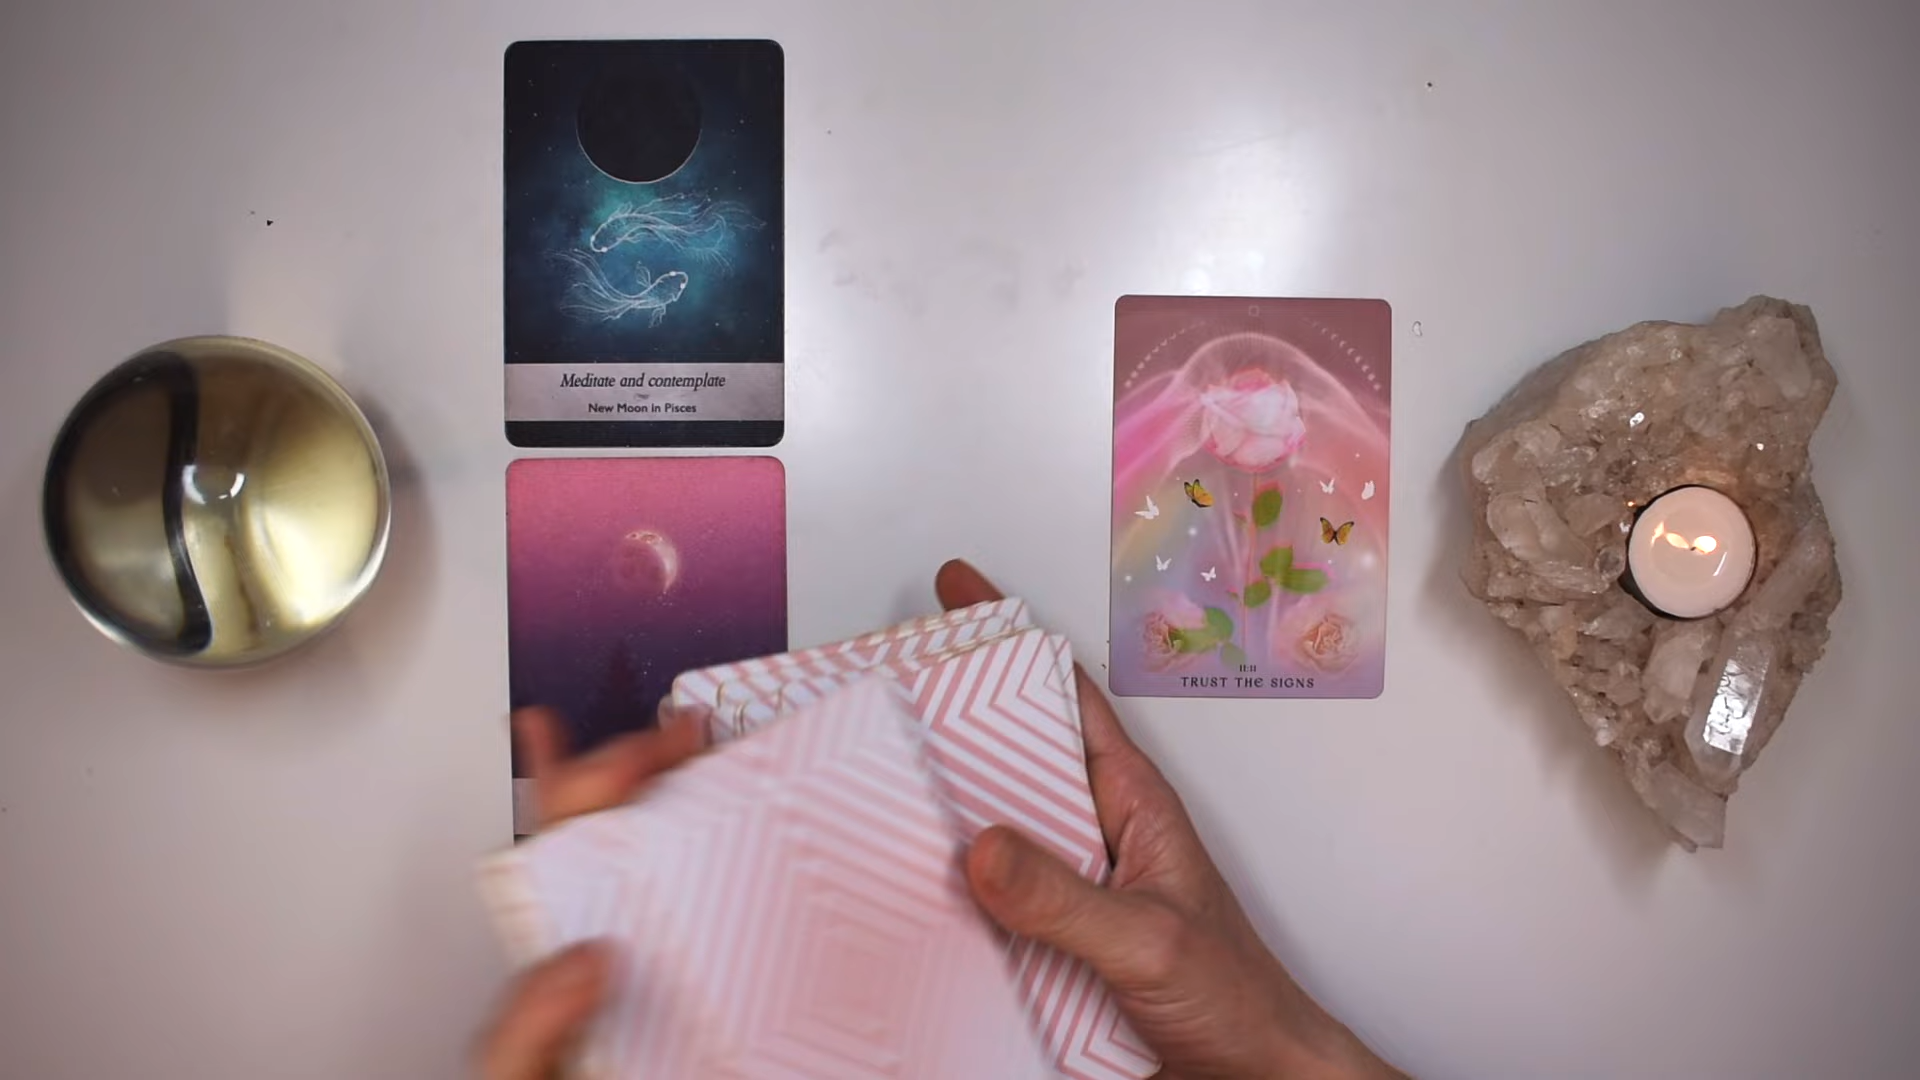 Meditate and contemplate
New Moon in Pisces
11:11
TRUST THE SIGNS